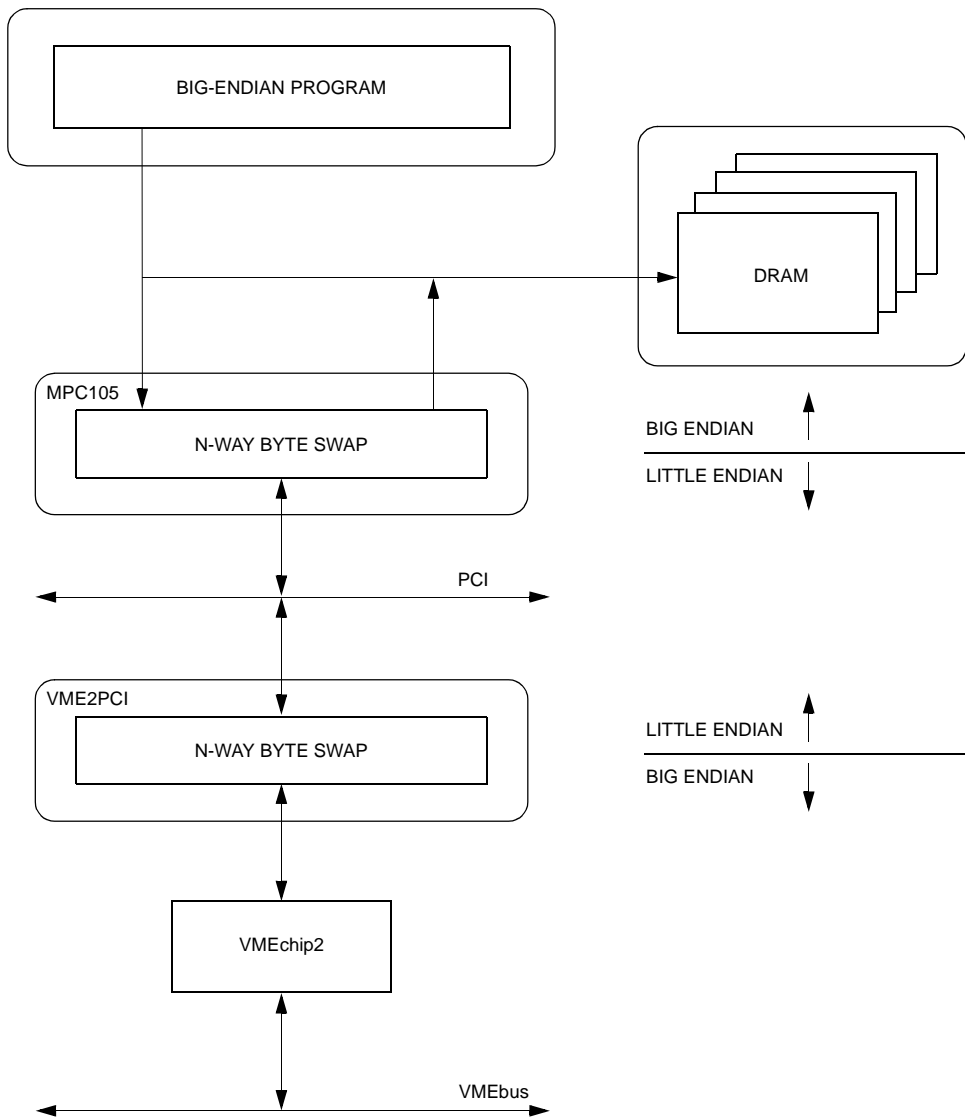 BIG-ENDIAN PROGRAM
DRAM
MPC105
N-WAY BYTE SWAP
BIG ENDIAN
LITTLE ENDIAN
PCI
VME2PCI
N-WAY BYTE SWAP
LITTLE ENDIAN
BIG ENDIAN
VMEchip2
VMEbus